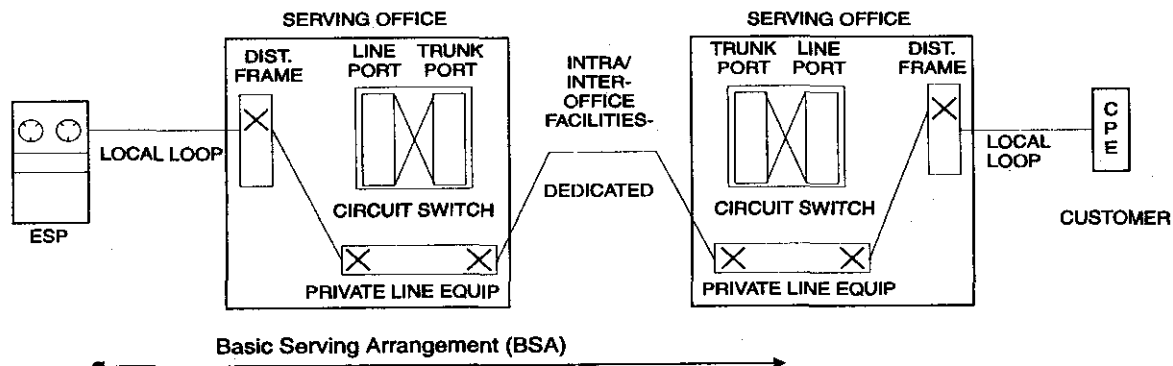 SERVING OFFICE
SERVING OFFICE
DIST.
FRAME
LINE
PORT
TRUNK
PORT
INTRA/
INTER-
OFFICE
FACILITIES-
TRUNK
PORT
LINE
PORT
DIST.
FRAME
CPE
LOCAL LOOP
LOCAL
LOOP
DEDICATED
CIRCUIT SWITCH
CIRCUIT SWITCH
CUSTOMER
ESP
PRIVATE LINE EQUIP
PRIVATE LINE EQUIP
Basic Serving Arrangement (BSA)